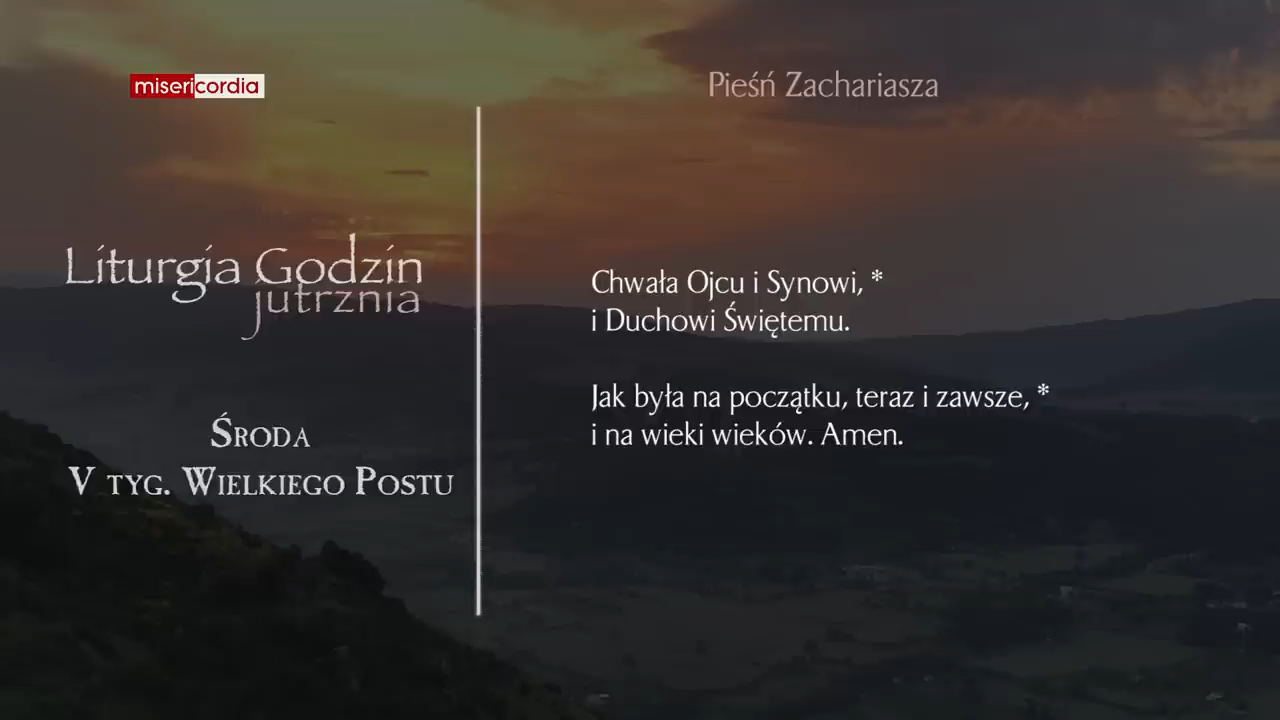 misericordia
Liturgia Godzin
jutrznia
Środa
V tyg. Wielkiego Postu
Pieśń Zachariasza
Chwała Ojcu i Synowi, *
i Duchowi Świętemu.
Jak była na początku, teraz i zawsze, *
i na wieki wieków. Amen.